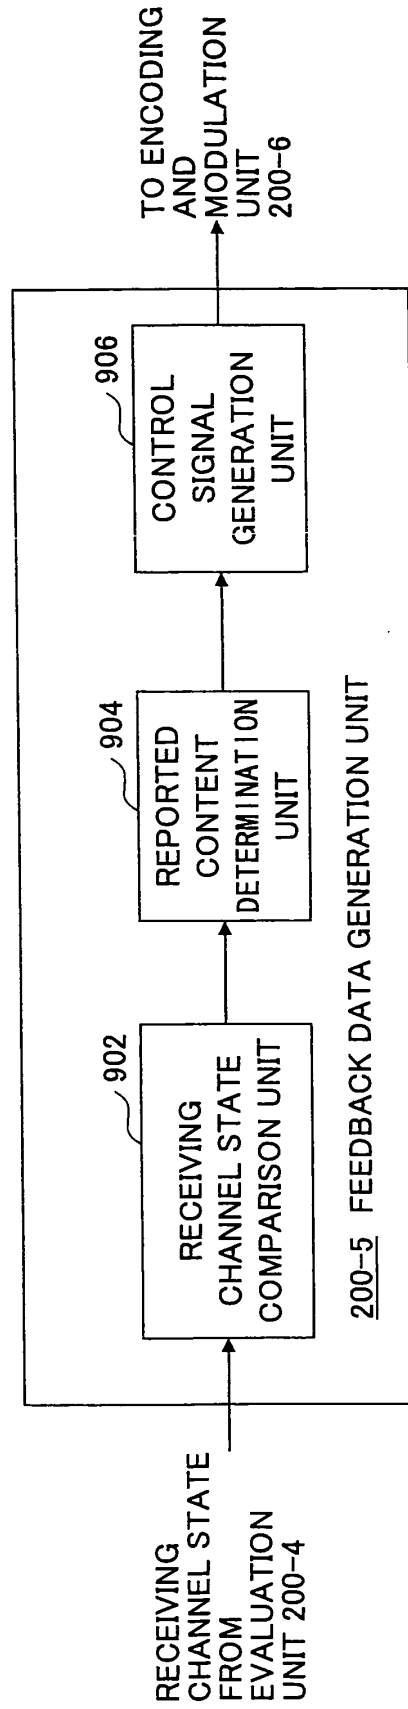 RECEIVING
CHANNEL STATE
FROM
EVALUATION
UNIT 200-4
902
RECEIVING
CHANNEL STATE
COMPARISON UNIT
904
REPORTED
CONTENT
DETERMINATION
UNIT
906
CONTROL
SIGNAL
GENERATION
UNIT
TO ENCODING
AND
MODULATION
UNIT
200-6
200-5 FEEDBACK DATA GENERATION UNIT